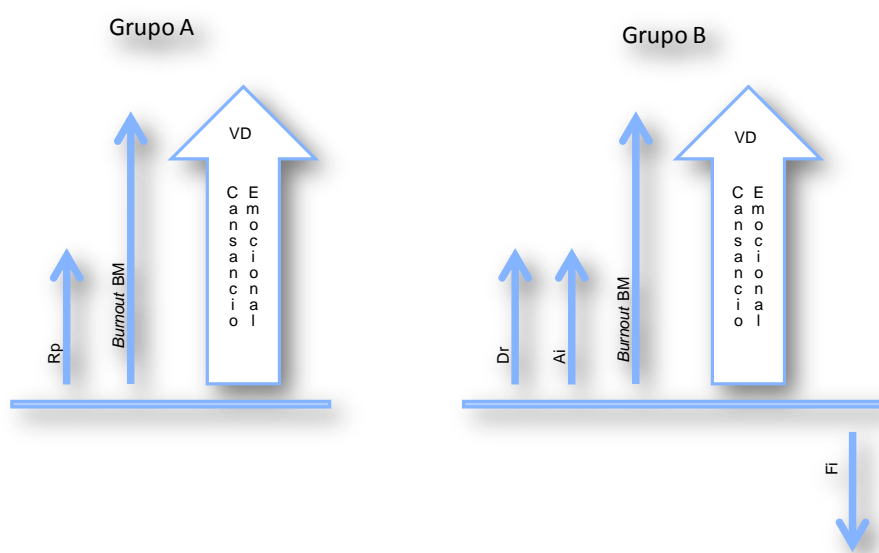 Grupo A
VD
Cansancio
Emocional
Burnout BM
Rp
Grupo B
VD
Cansancio
Emocional
Burnout BM
Dr
Ai
Fi